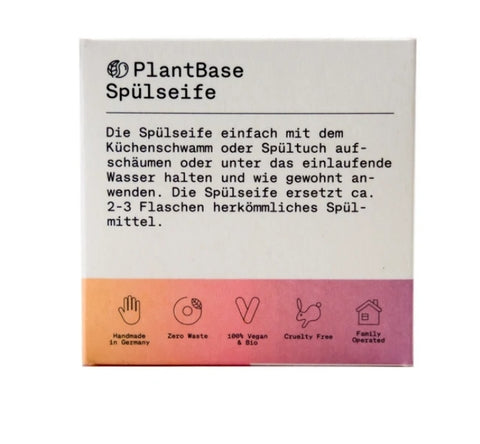 PlantBase
Spülseife
Die Spülseife einfach mit dem
Küchenschwamm oder Spültuch auf-
schäumen oder unter das einlaufende
Wasser halten und wie gewohnt an-
wenden. Die Spülseife ersetzt ca.
2-3 Flaschen herkömmliches Spül-
mittel.
Handmade
in Germany
Zero Waste
100% Vegan
& Bio
Cruelty Free
Family
Operated